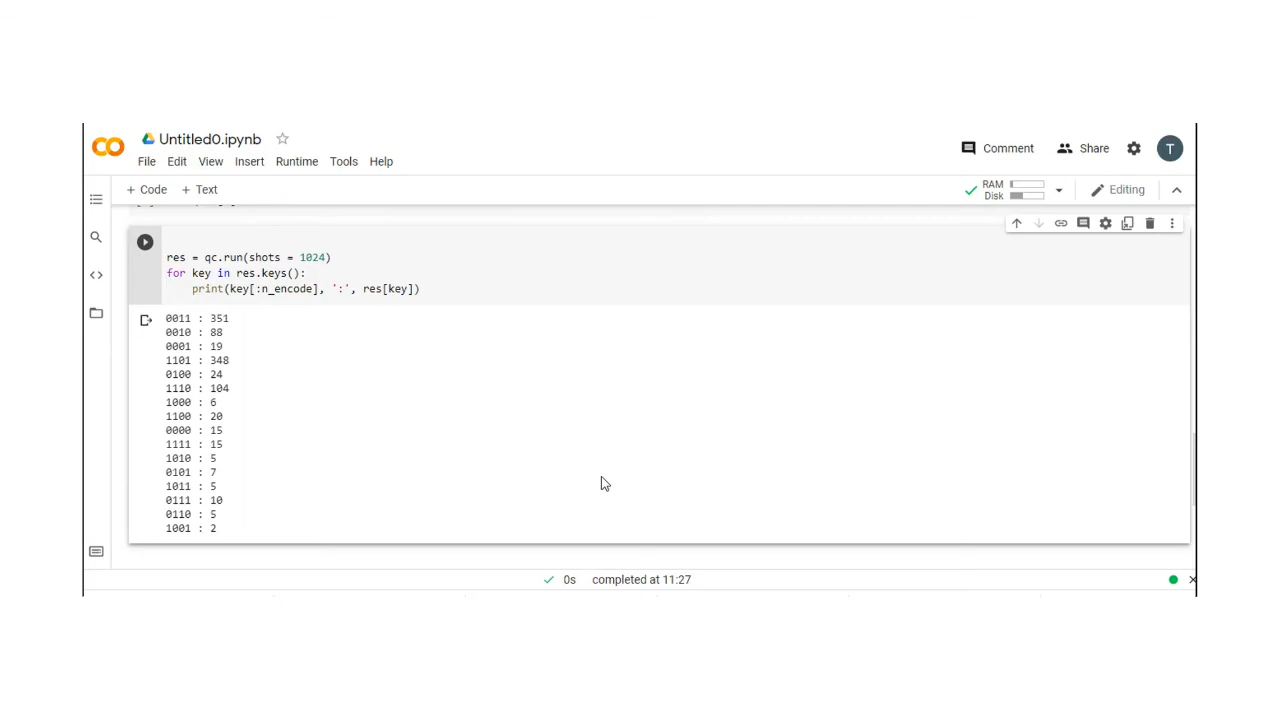 Untitled0.ipynb
Comment
Share
T
File Edit View Insert Runtime Tools Help
+ Code + Text
RAM
Disk
Editing
res = qc.run(shots = 1024)
for key in res.keys():
print(key[:n_encode], ':', res[key])
0011 : 351
0010 : 88
0001 : 19
1101 : 348
0100 : 24
1110 : 104
1000 : 6
1100 : 20
0000 : 15
1111 : 15
1010 : 5
0101 : 7
1011 : 5
0111 : 10
0110 : 5
1001 : 2
0s completed at 11:27